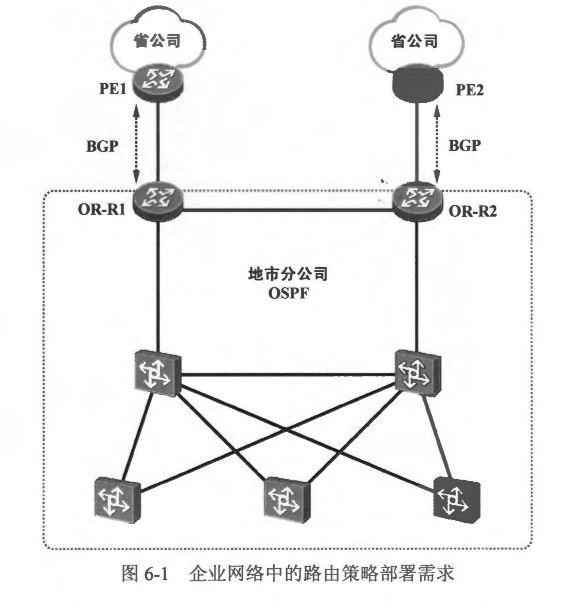 省公司
省公司
PE1
PE2
BGP
BGP
OR-R1
OR-R2
地市分公司
OSPF
图 6-1 企业网络中的路由策略部署需求